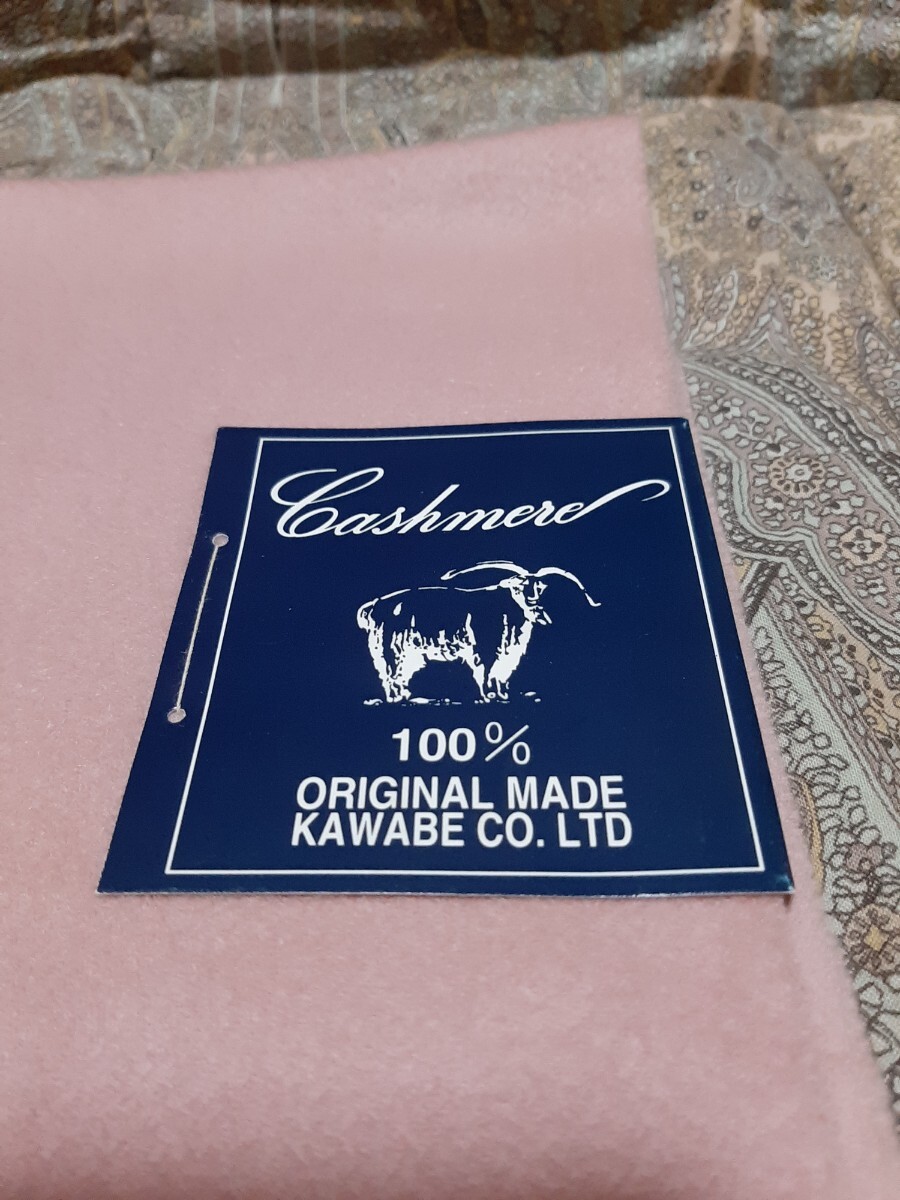 Cashmere
100%
ORIGINAL MADE
KAWABE CO. LTD